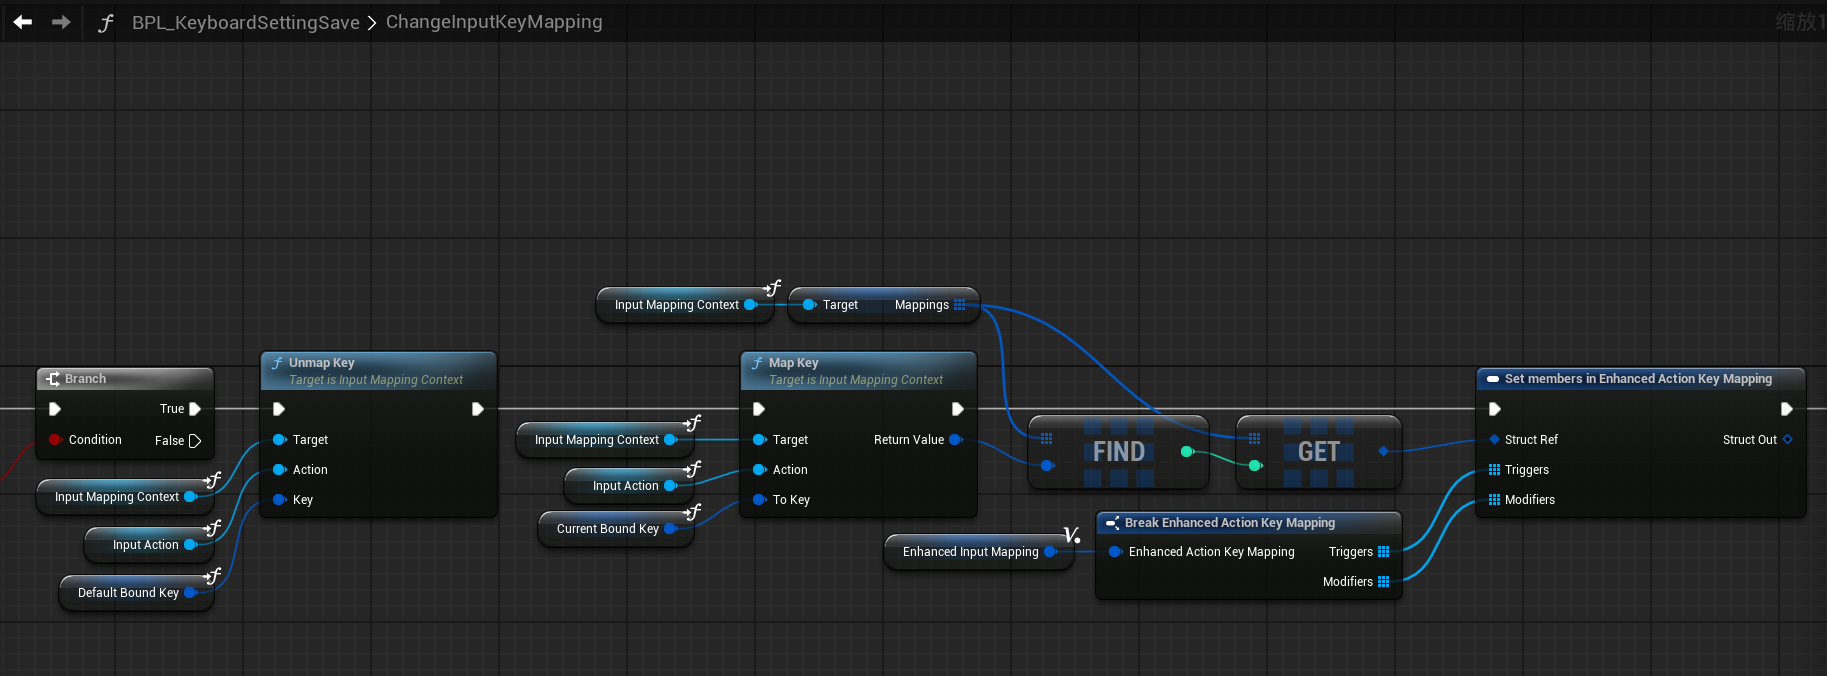 BPL_KeyboardSettingSave > ChangeInputKeyMapping
缩放1
Input Mapping Context
Target
Mappings
Branch
True
Condition
False
Input Mapping Context
Input Action
Default Bound Key
Unmap Key
Target is Input Mapping Context
Target
Action
Key
Input Mapping Context
Input Action
Current Bound Key
Map Key
Target is Input Mapping Context
Target
Return Value
Action
To Key
FIND
GET
Enhanced Input Mapping
Break Enhanced Action Key Mapping
Enhanced Action Key Mapping
Triggers
Modifiers
Set members in Enhanced Action Key Mapping
Struct Ref
Struct Out
Triggers
Modifiers